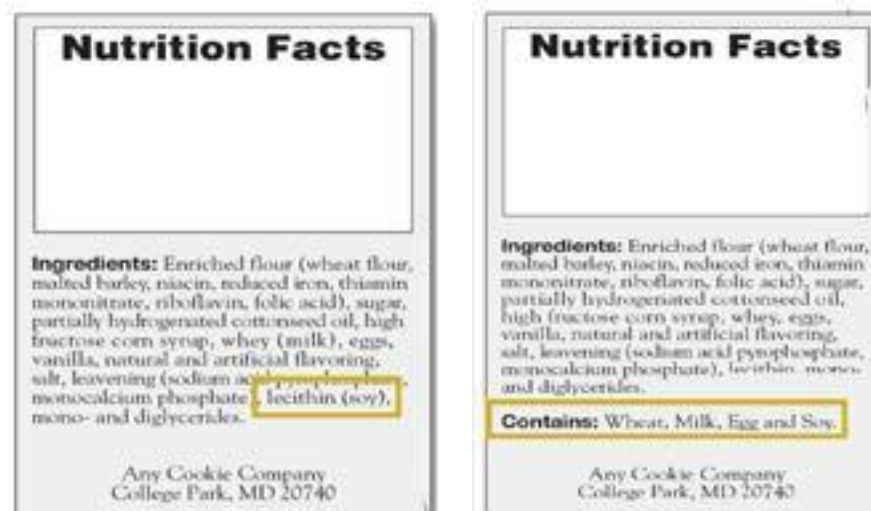 Nutrition Facts
Ingredients: Enriched flour (wheat flour,
malted barley, niacin, reduced iron, thiamin
mononitrate, riboflavin, folic acid), sugar,
partially hydrogenated cottonseed oil, high
fructose corn syrup, whey (milk), eggs,
vanilla, natural and artificial flavoring,
salt, leavening (sodium acid pyrophosphate,
monocalcium phosphate), lecithin (soy),
mono- and diglycerides.
Any Cookie Company
College Park, MD 20740
Nutrition Facts
Ingredients: Enriched flour (wheat flour,
malted barley, niacin, reduced iron, thiamin
mononitrate, riboflavin, folic acid), sugar,
partially hydrogenated cottonseed oil,
high fructose corn syrup, whey, eggs,
vanilla, natural and artificial flavoring,
salt, leavening (sodium acid pyrophosphate,
monocalcium phosphate), lecithin, mono-
and diglycerides.
Contains: Wheat, Milk, Egg and Soy.
Any Cookie Company
College Park, MD 20740